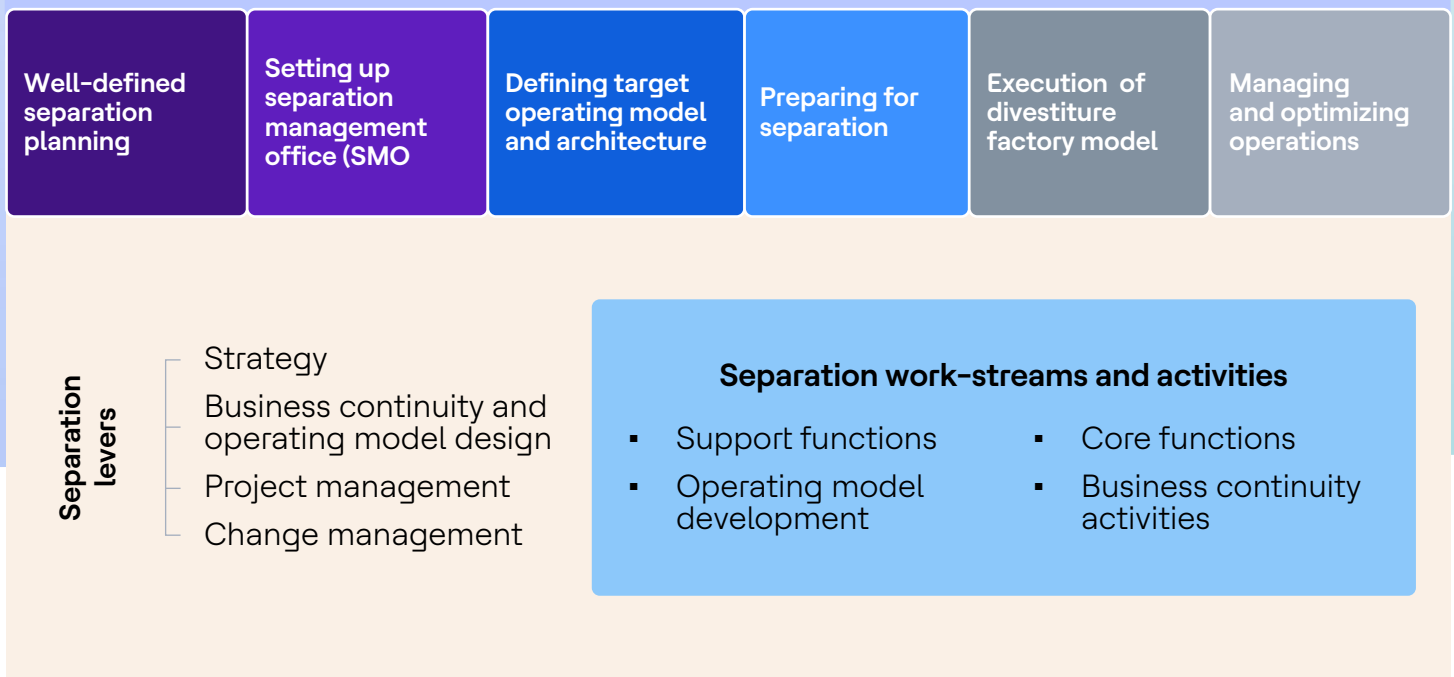 Well-defined
separation
planning
Setting up
separation
management
office (SMO
Defining target
operating model
and architecture
Preparing for
separation
Execution of
divestiture
factory model
Managing
and optimizing
operations
Separation
levers
Strategy
Business continuity and
operating model design
Project management
Change management
Separation work-streams and activities
▪ Support functions
▪ Operating model
development
▪ Core functions
▪ Business continuity
activities